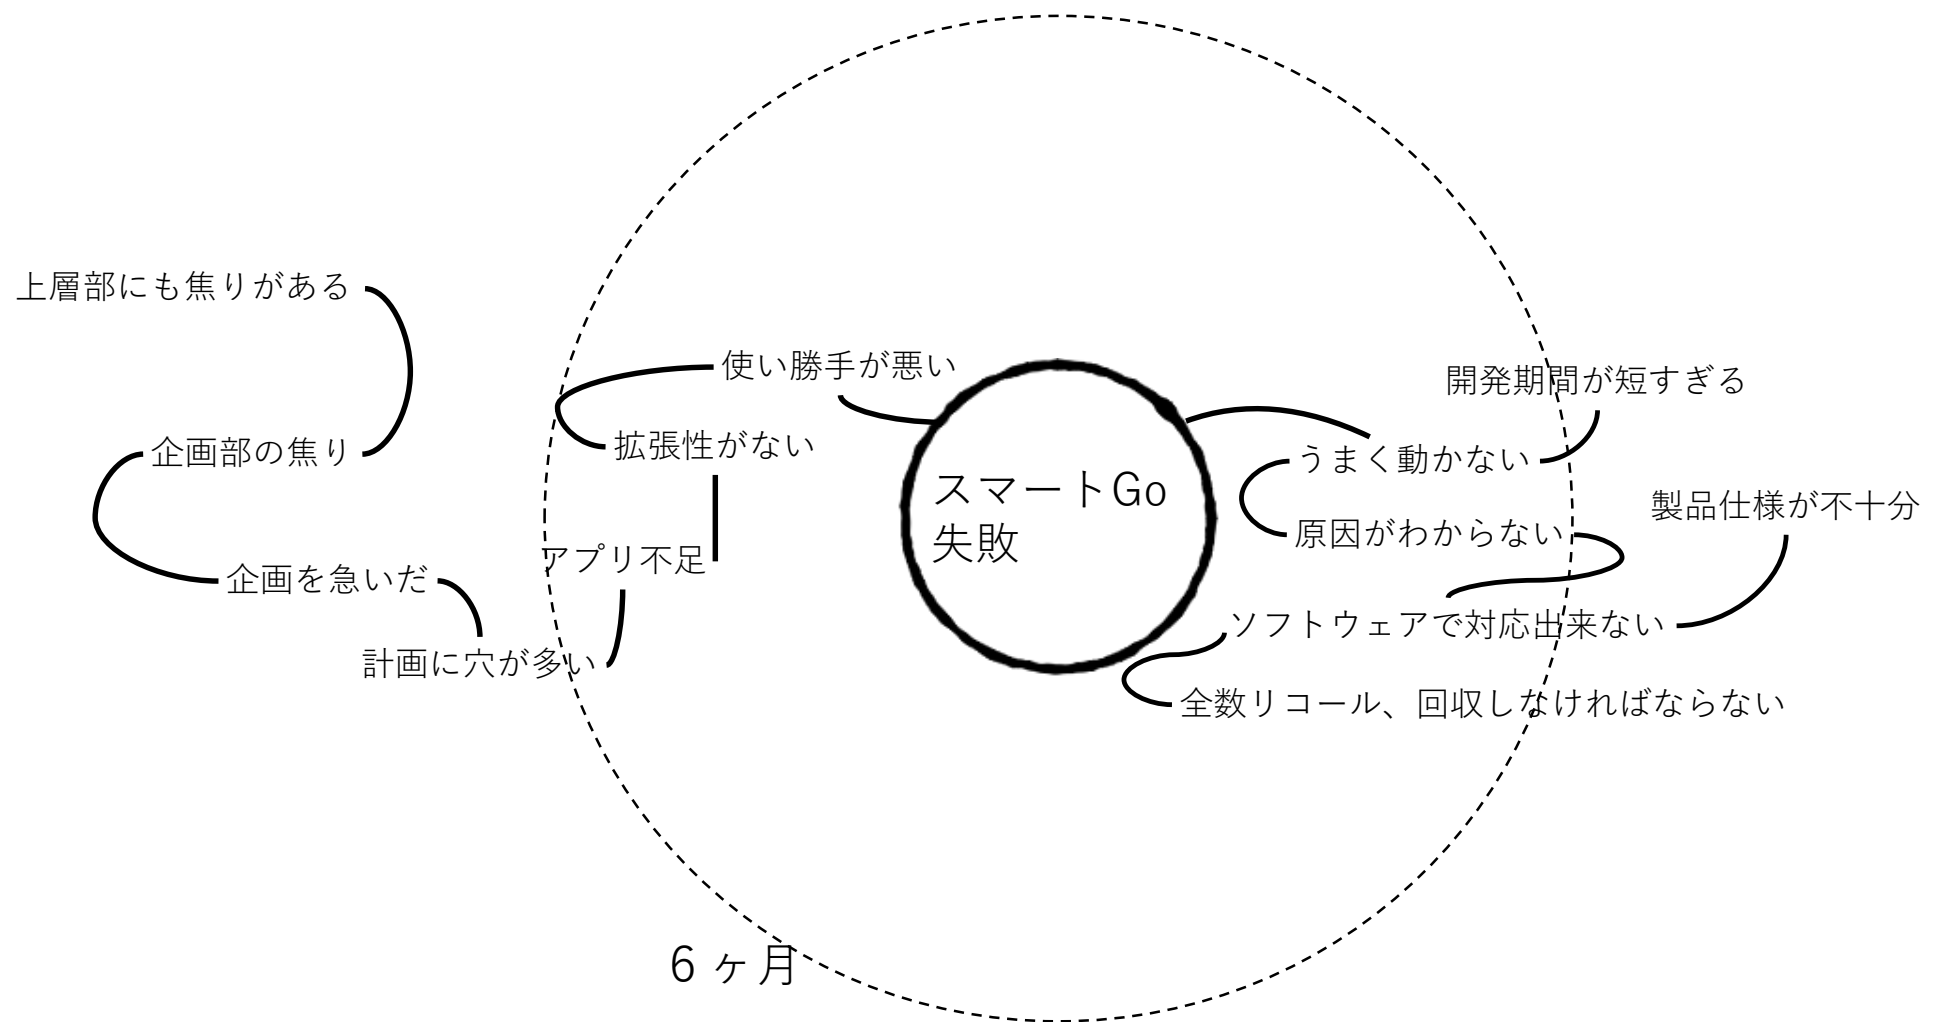 上層部にも焦りがある
企画部の焦り
企画を急いだ
計画に穴が多い
使い勝手が悪い
拡張性がない
アプリ不足
スマートGo
失敗
開発期間が短すぎる
うまく動かない
製品仕様が不十分
原因がわからない
ソフトウェアで対応出来ない
全数リコール、回収しなければならない
6ヶ月